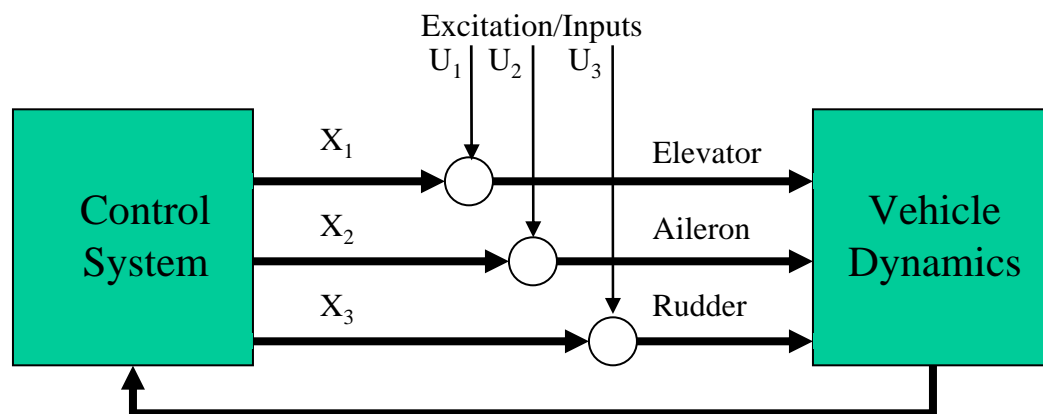 Excitation/Inputs
U₁ U₂ U₃
X₁
Elevator
Control
System
X₂
Aileron
Vehicle
Dynamics
X₃
Rudder